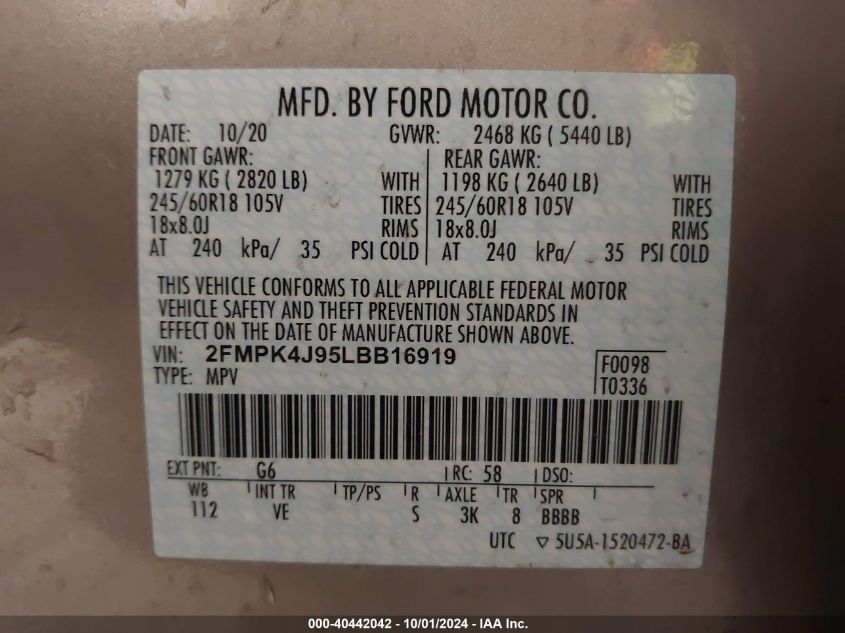 MFD. BY FORD MOTOR CO.
DATE: 10/20 GVWR: 2468 KG ( 5440 LB)
FRONT GAWR: REAR GAWR:
1279 KG ( 2820 LB) WITH 1198 KG ( 2640 LB) WITH
245/60R18 105V TIRES 245/60R18 105V TIRES
18x8.0J RIMS 18x8.0J RIMS
AT 240 kPa/ 35 PSI COLD AT 240 kPa/ 35 PSI COLD
THIS VEHICLE CONFORMS TO ALL APPLICABLE FEDERAL MOTOR
VEHICLE SAFETY AND THEFT PREVENTION STANDARDS IN
EFFECT ON THE DATE OF MANUFACTURE SHOWN ABOVE.
VIN: 2FMPK4J95LBB16919
TYPE: MPV
F0098
T0336
EXT PNT: G6 RC: 58 DSO:
WB INT TR TP/PS R AXLE TR SPR
112 VE S 3K 8 BBBB
UTC ▽ 5U5A-1520472-BA
000-40442042 - 10/01/2024 - IAA Inc.